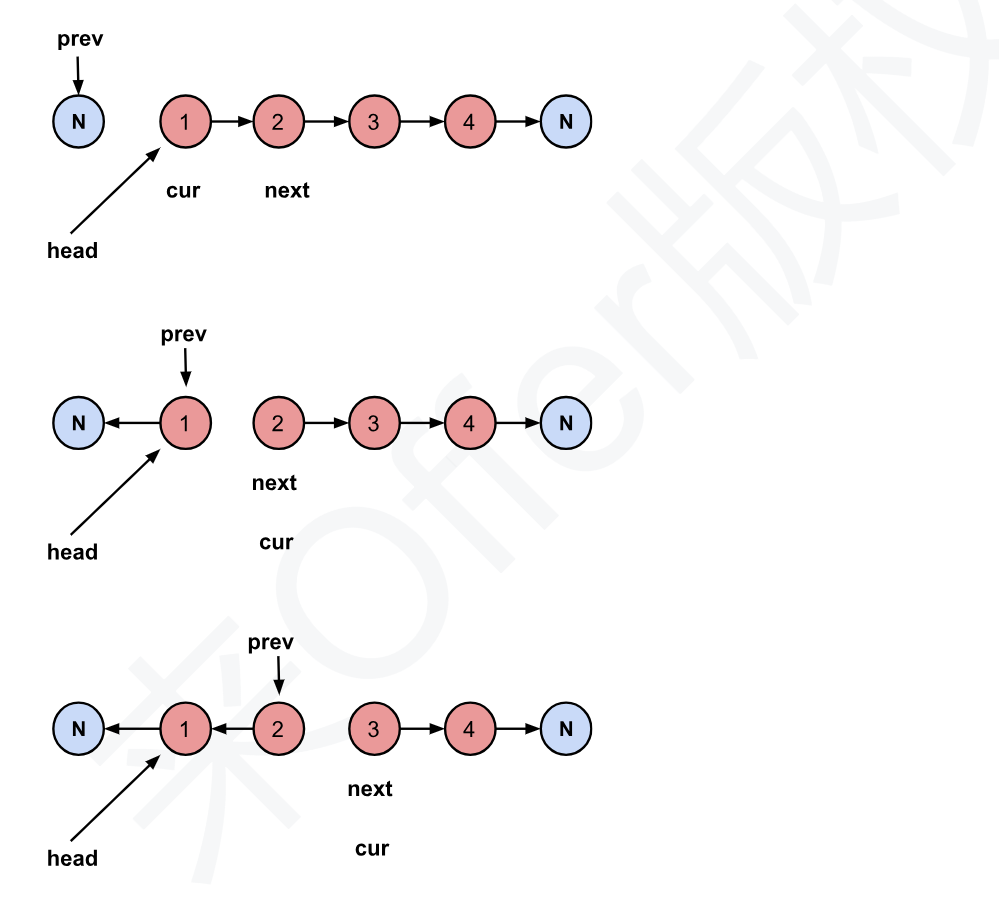 prev
N 1 2 3 4 N
cur next
head
prev
N 1 2 3 4 N
next
head
cur
prev
N 1 2 3 4 N
next
cur
head
来Offer版权